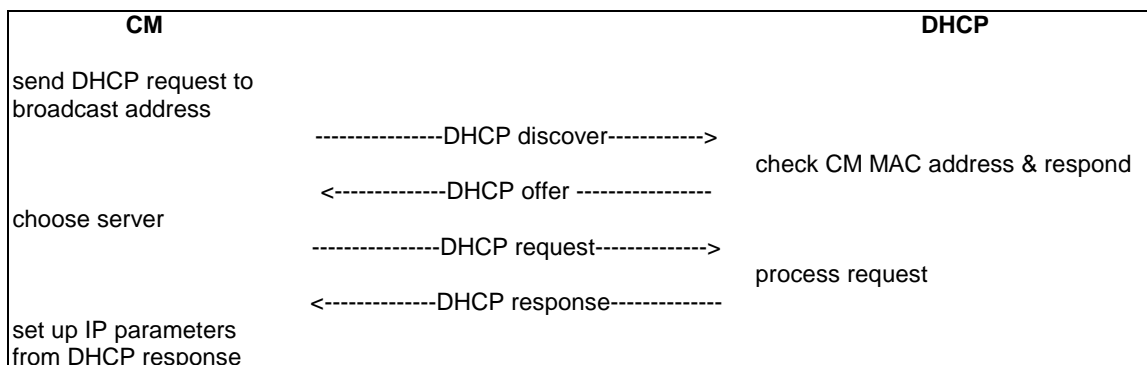 CM DHCP
send DHCP request to
broadcast address
----------------DHCP discover------------>
check CM MAC address & respond
<--------------DHCP offer -----------------
choose server
----------------DHCP request-------------->
process request
<--------------DHCP response--------------
set up IP parameters
from DHCP response